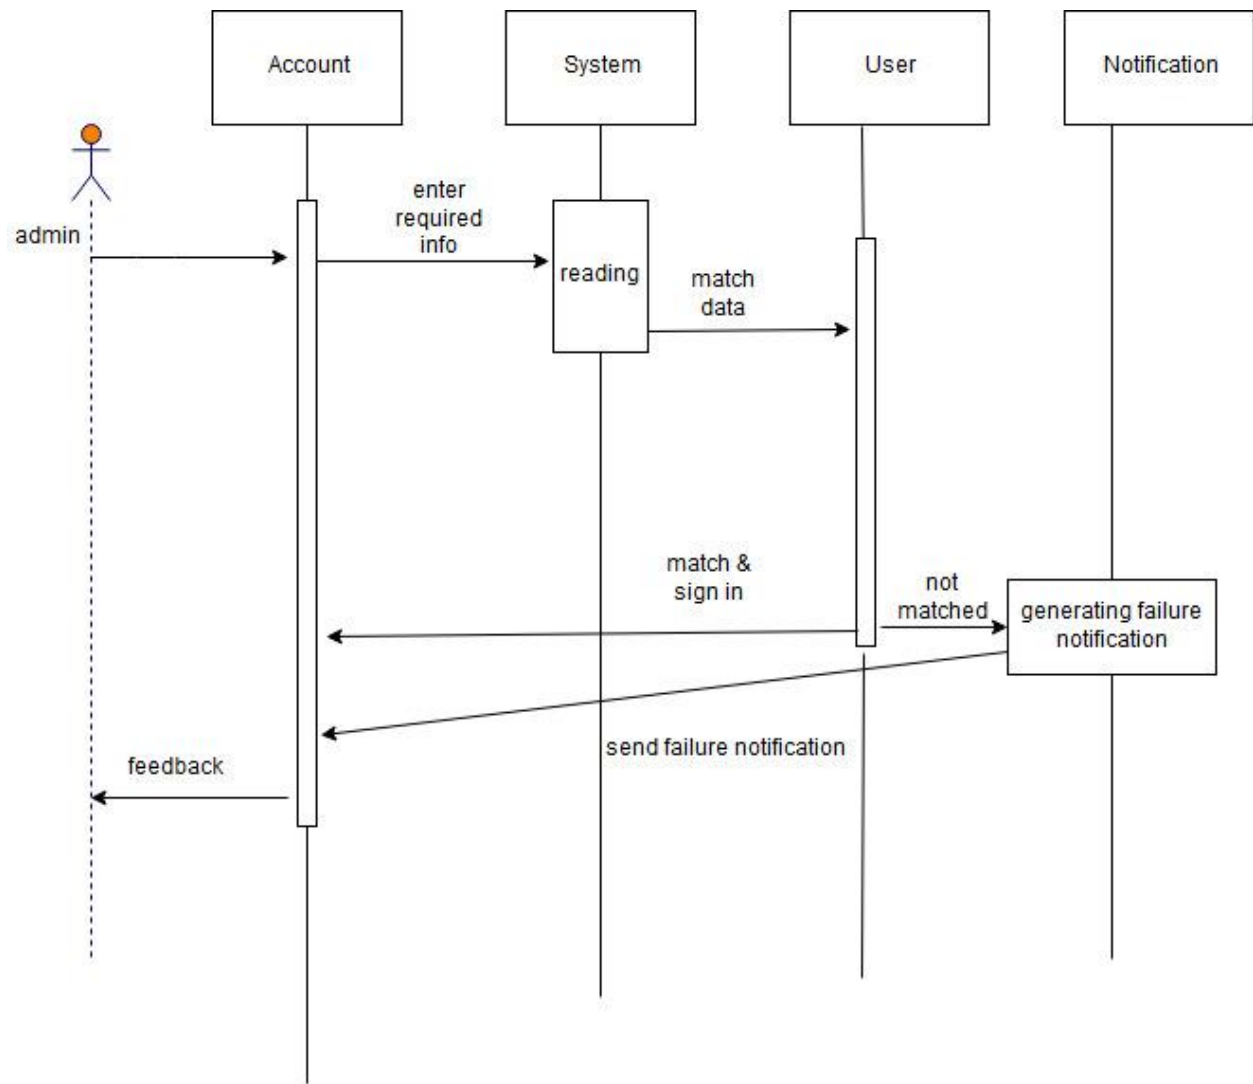 Account
System
User
Notification
admin
enter
required
info
reading
match
data
match &
sign in
not
matched
generating failure
notification
send failure notification
feedback